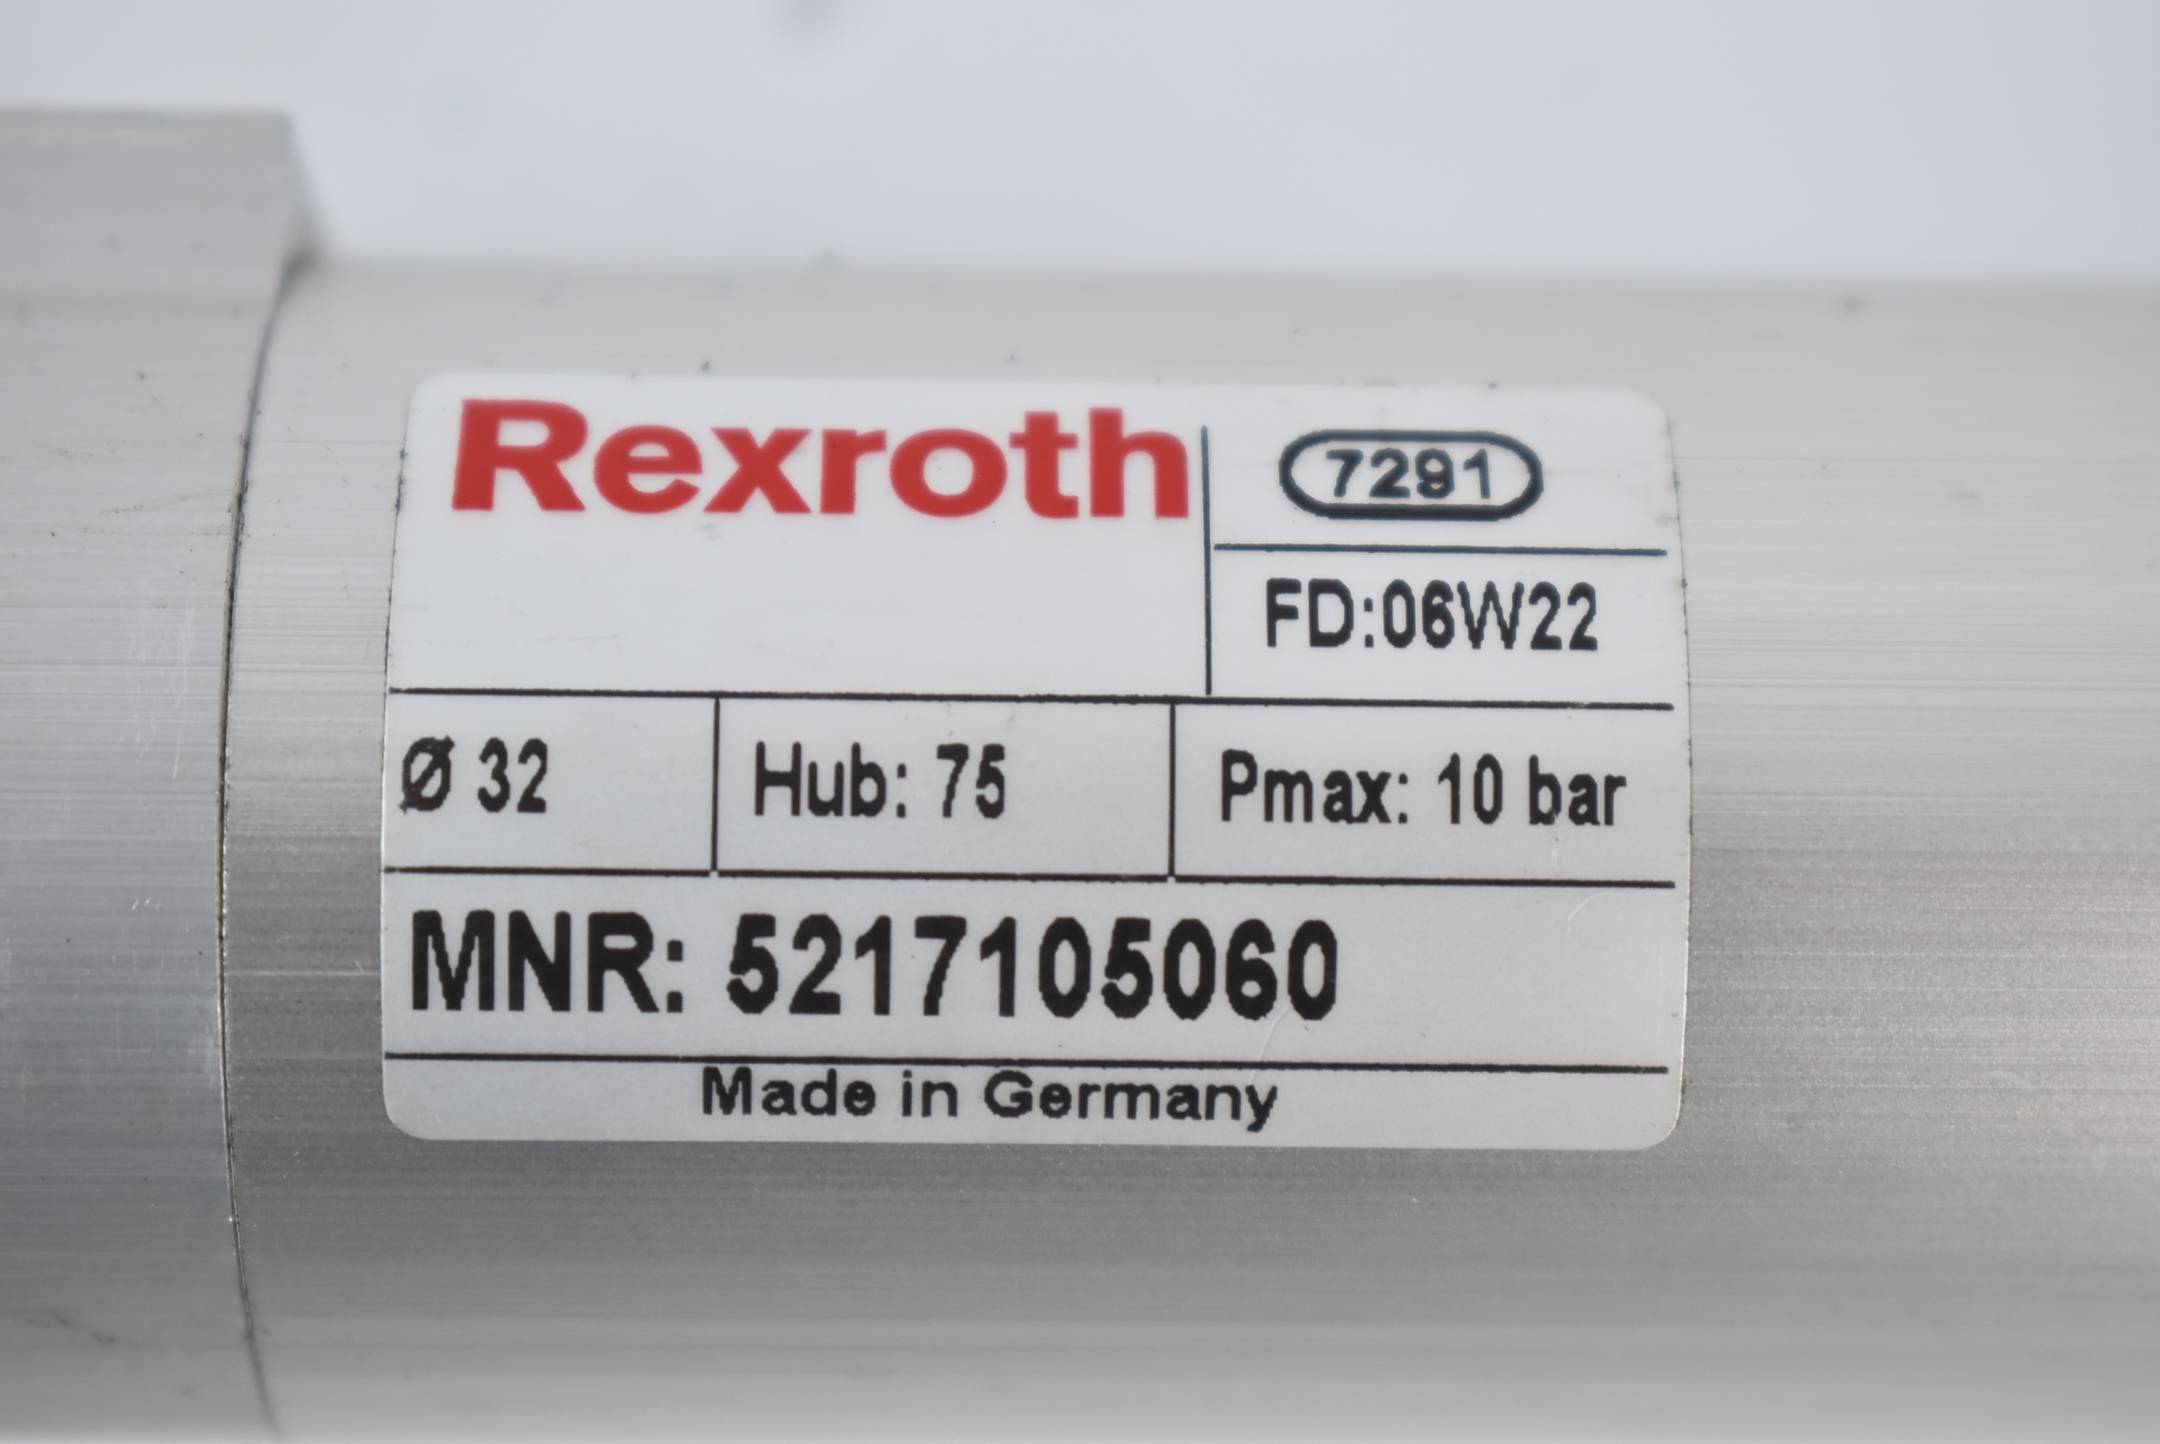 Rexroth
7291
FD:06W22
Ø 32
Hub: 75
Pmax: 10 bar
MNR: 5217105060
Made in Germany